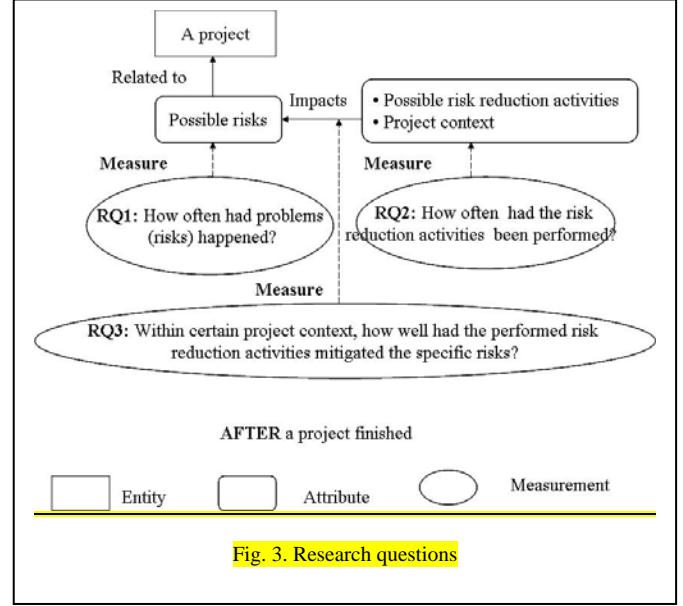 A project
Related to
Impacts
Possible risks
• Possible risk reduction activities
• Project context
Measure
Measure
RQ1: How often had problems
(risks) happened?
RQ2: How often had the risk
reduction activities been performed?
Measure
RQ3: Within certain project context, how well had the performed risk
reduction activities mitigated the specific risks?
AFTER a project finished
Entity
Attribute
Measurement
Fig. 3. Research questions